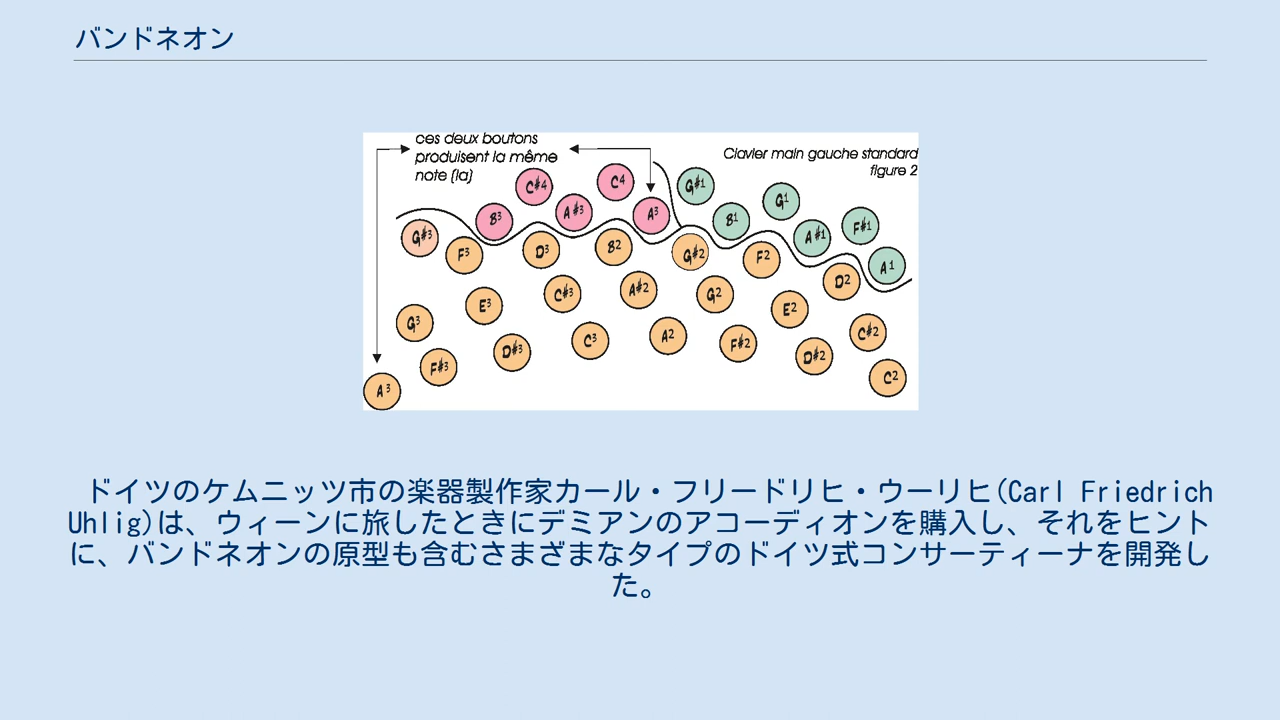 バンドネオン
ces deux boutons
produisent la même
note (la)
Clavier main gauche standard
figure 2
C#4 C4 G#1 G1
B3 A#3 A3 B1 A#1 F#1
G#3 F3 D3 B2 G#2 F2 D2 A1
G3 E3 C#3 A#2 G2 E2 C#2
A3 F#3 D#3 C3 A2 F#2 D#2 C2
ドイツのケムニッツ市の楽器製作家カール・フリードリヒ・ウーリヒ(Carl Friedrich
Uhlig)は、ウィーンに旅したときにデミアンのアコーディオンを購入し、それをヒント
に、バンドネオンの原型も含むさまざまなタイプのドイツ式コンサーティーナを開発し
た。